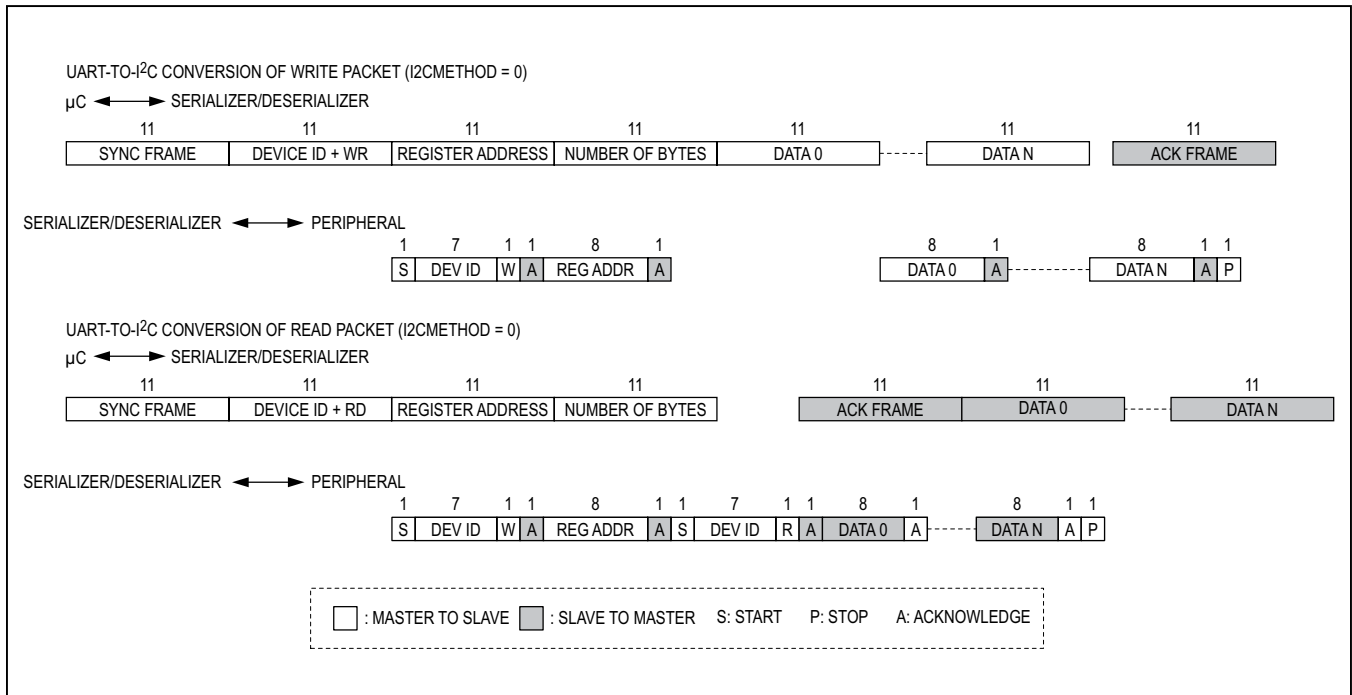 UART-TO-I2C CONVERSION OF WRITE PACKET (I2CMETHOD = 0)
µC SERIALIZER/DESERIALIZER
11 11 11 11 11 11 11
SYNC FRAME DEVICE ID + WR REGISTER ADDRESS NUMBER OF BYTES DATA 0 DATA N ACK FRAME
SERIALIZER/DESERIALIZER PERIPHERAL
1 7 1 1 8 1 8 1 8 1 1
S DEV ID W A REG ADDR A DATA 0 A DATA N A P
UART-TO-I2C CONVERSION OF READ PACKET (I2CMETHOD = 0)
µC SERIALIZER/DESERIALIZER
11 11 11 11 11 11 11
SYNC FRAME DEVICE ID + RD REGISTER ADDRESS NUMBER OF BYTES ACK FRAME DATA 0 DATA N
SERIALIZER/DESERIALIZER PERIPHERAL
1 7 1 1 8 1 1 7 1 1 8 1 8 1 1
S DEV ID W A REG ADDR A S DEV ID R A DATA 0 A DATA N A P
: MASTER TO SLAVE : SLAVE TO MASTER S: START P: STOP A: ACKNOWLEDGE